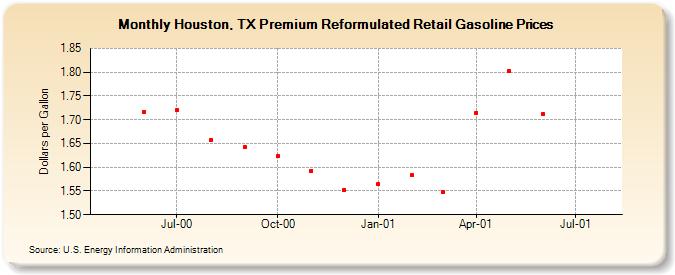 Monthly Houston, TX Premium Reformulated Retail Gasoline Prices
Dollars per Gallon
1.85
1.80
1.75
1.70
1.65
1.60
1.55
1.50
Jul-00 Oct-00 Jan-01 Apr-01 Jul-01
Source: U.S. Energy Information Administration